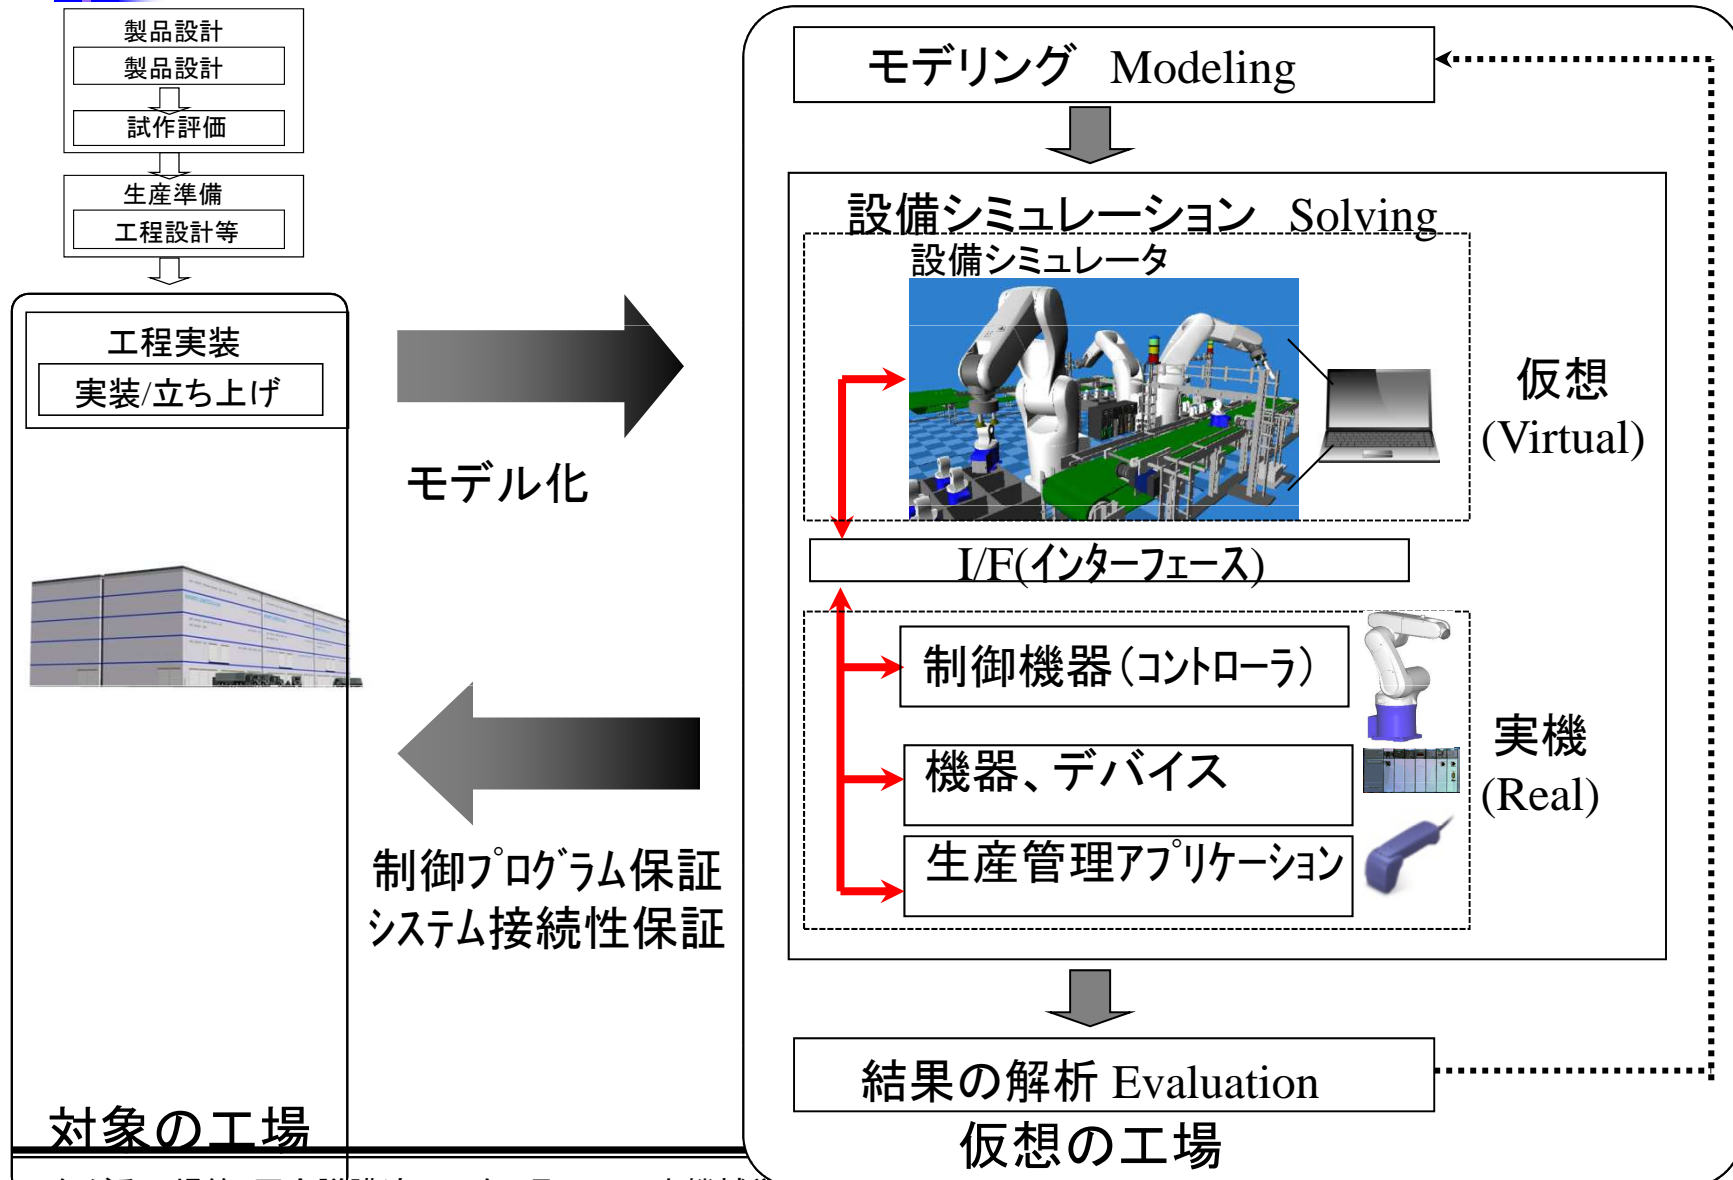 製品設計
製品設計
試作評価
生産準備
工程設計等
工程実装
実装/立ち上げ
対象の工場
モデル化
制御プログラム保証
システム接続性保証
モデリング Modeling
設備シミュレーション Solving
設備シミュレータ
仮想
(Virtual)
I/F(インターフェース)
制御機器(コントローラ)
機器、デバイス
生産管理アプリケーション
実機
(Real)
結果の解析 Evaluation
仮想の工場